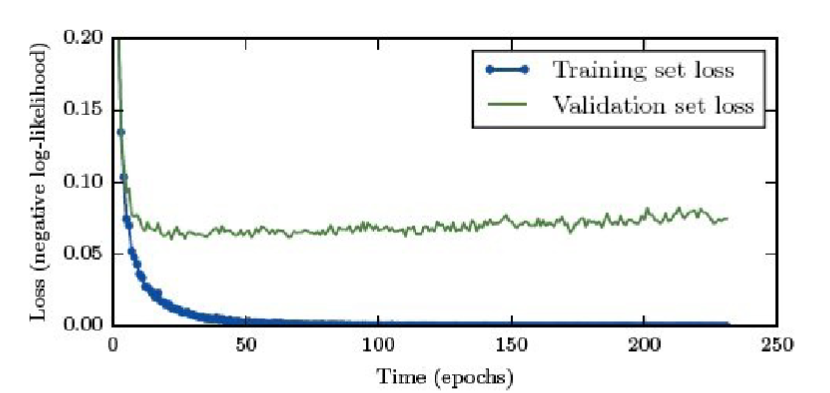 Loss (negative log-likelihood)
0.20
0.15
0.10
0.05
0.00
Training set loss
Validation set loss
0
50
100
150
200
250
Time (epochs)